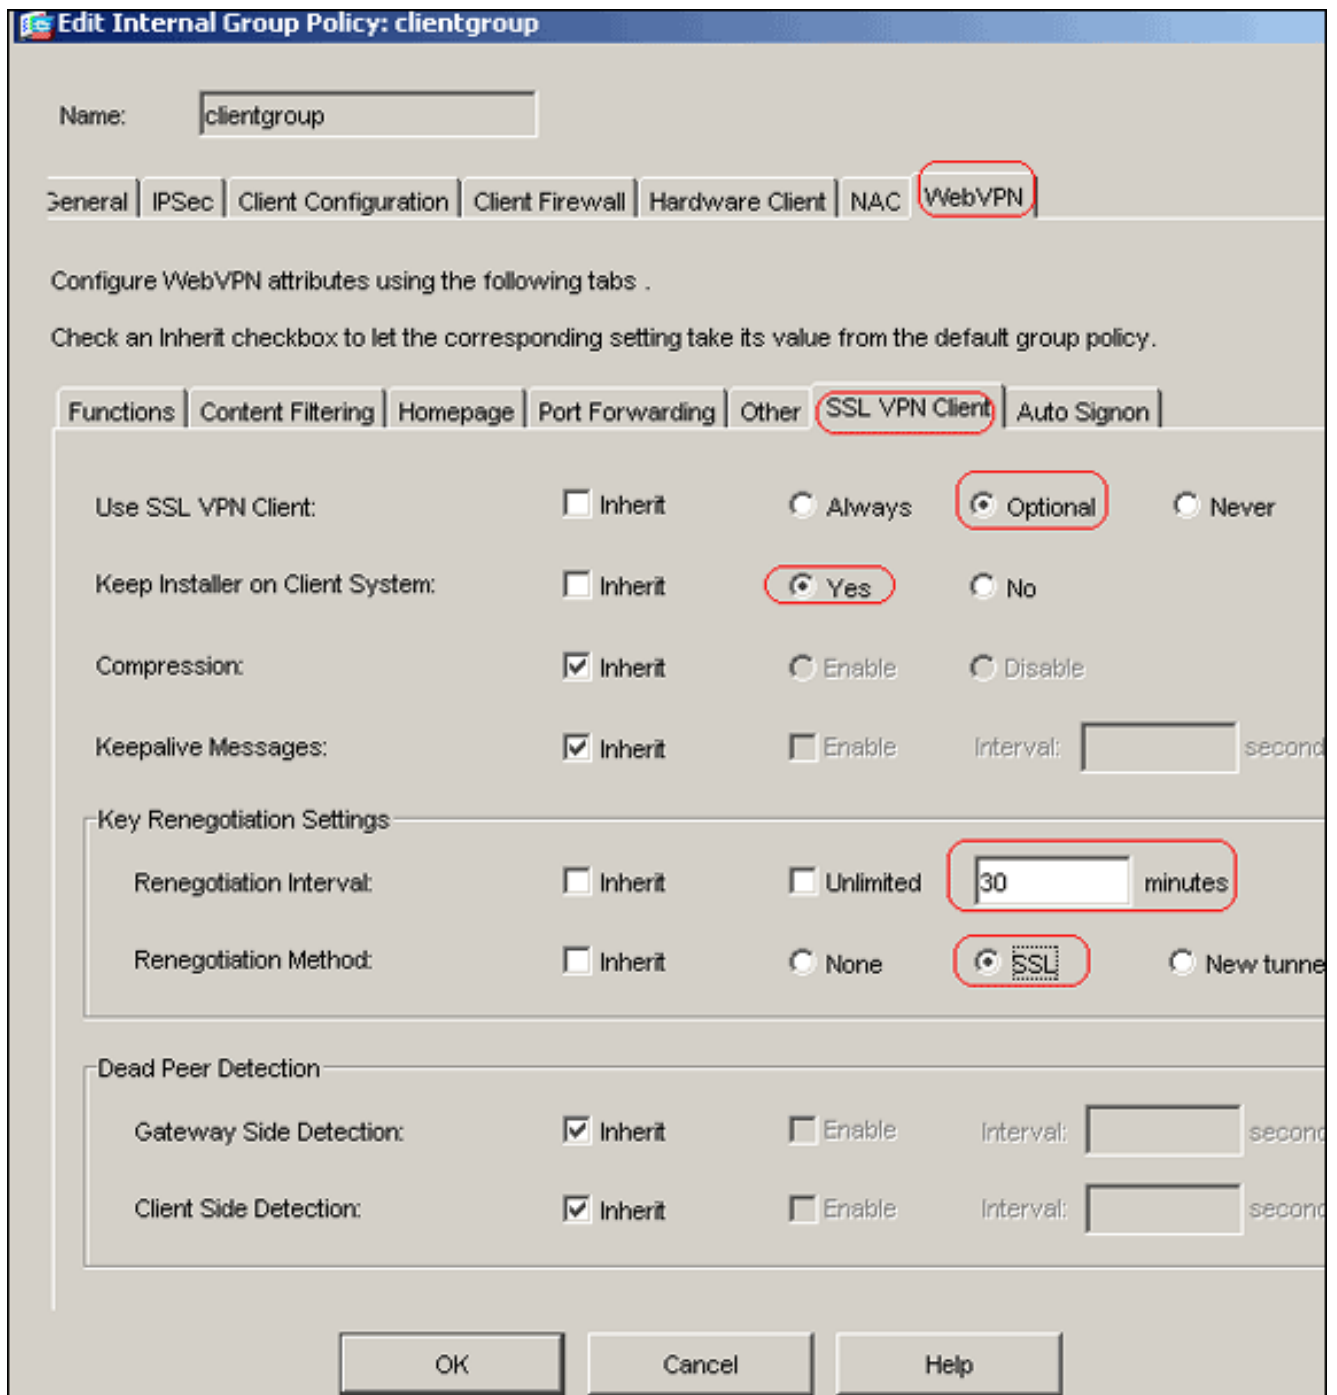 Edit Internal Group Policy: clientgroup
Name: clientgroup
General IPSec Client Configuration Client Firewall Hardware Client NAC WebVPN
Configure WebVPN attributes using the following tabs .
Check an Inherit checkbox to let the corresponding setting take its value from the default group policy.
Functions Content Filtering Homepage Port Forwarding Other SSL VPN Client Auto Signon
Use SSL VPN Client: Inherit Always Optional Never
Keep Installer on Client System: Inherit Yes No
Compression: Inherit Enable Disable
Keepalive Messages: Inherit Enable Interval: second
Key Renegotiation Settings
Renegotiation Interval: Inherit Unlimited 30 minutes
Renegotiation Method: Inherit None SSL New tunne
Dead Peer Detection
Gateway Side Detection: Inherit Enable Interval: second
Client Side Detection: Inherit Enable Interval: second
OK Cancel Help